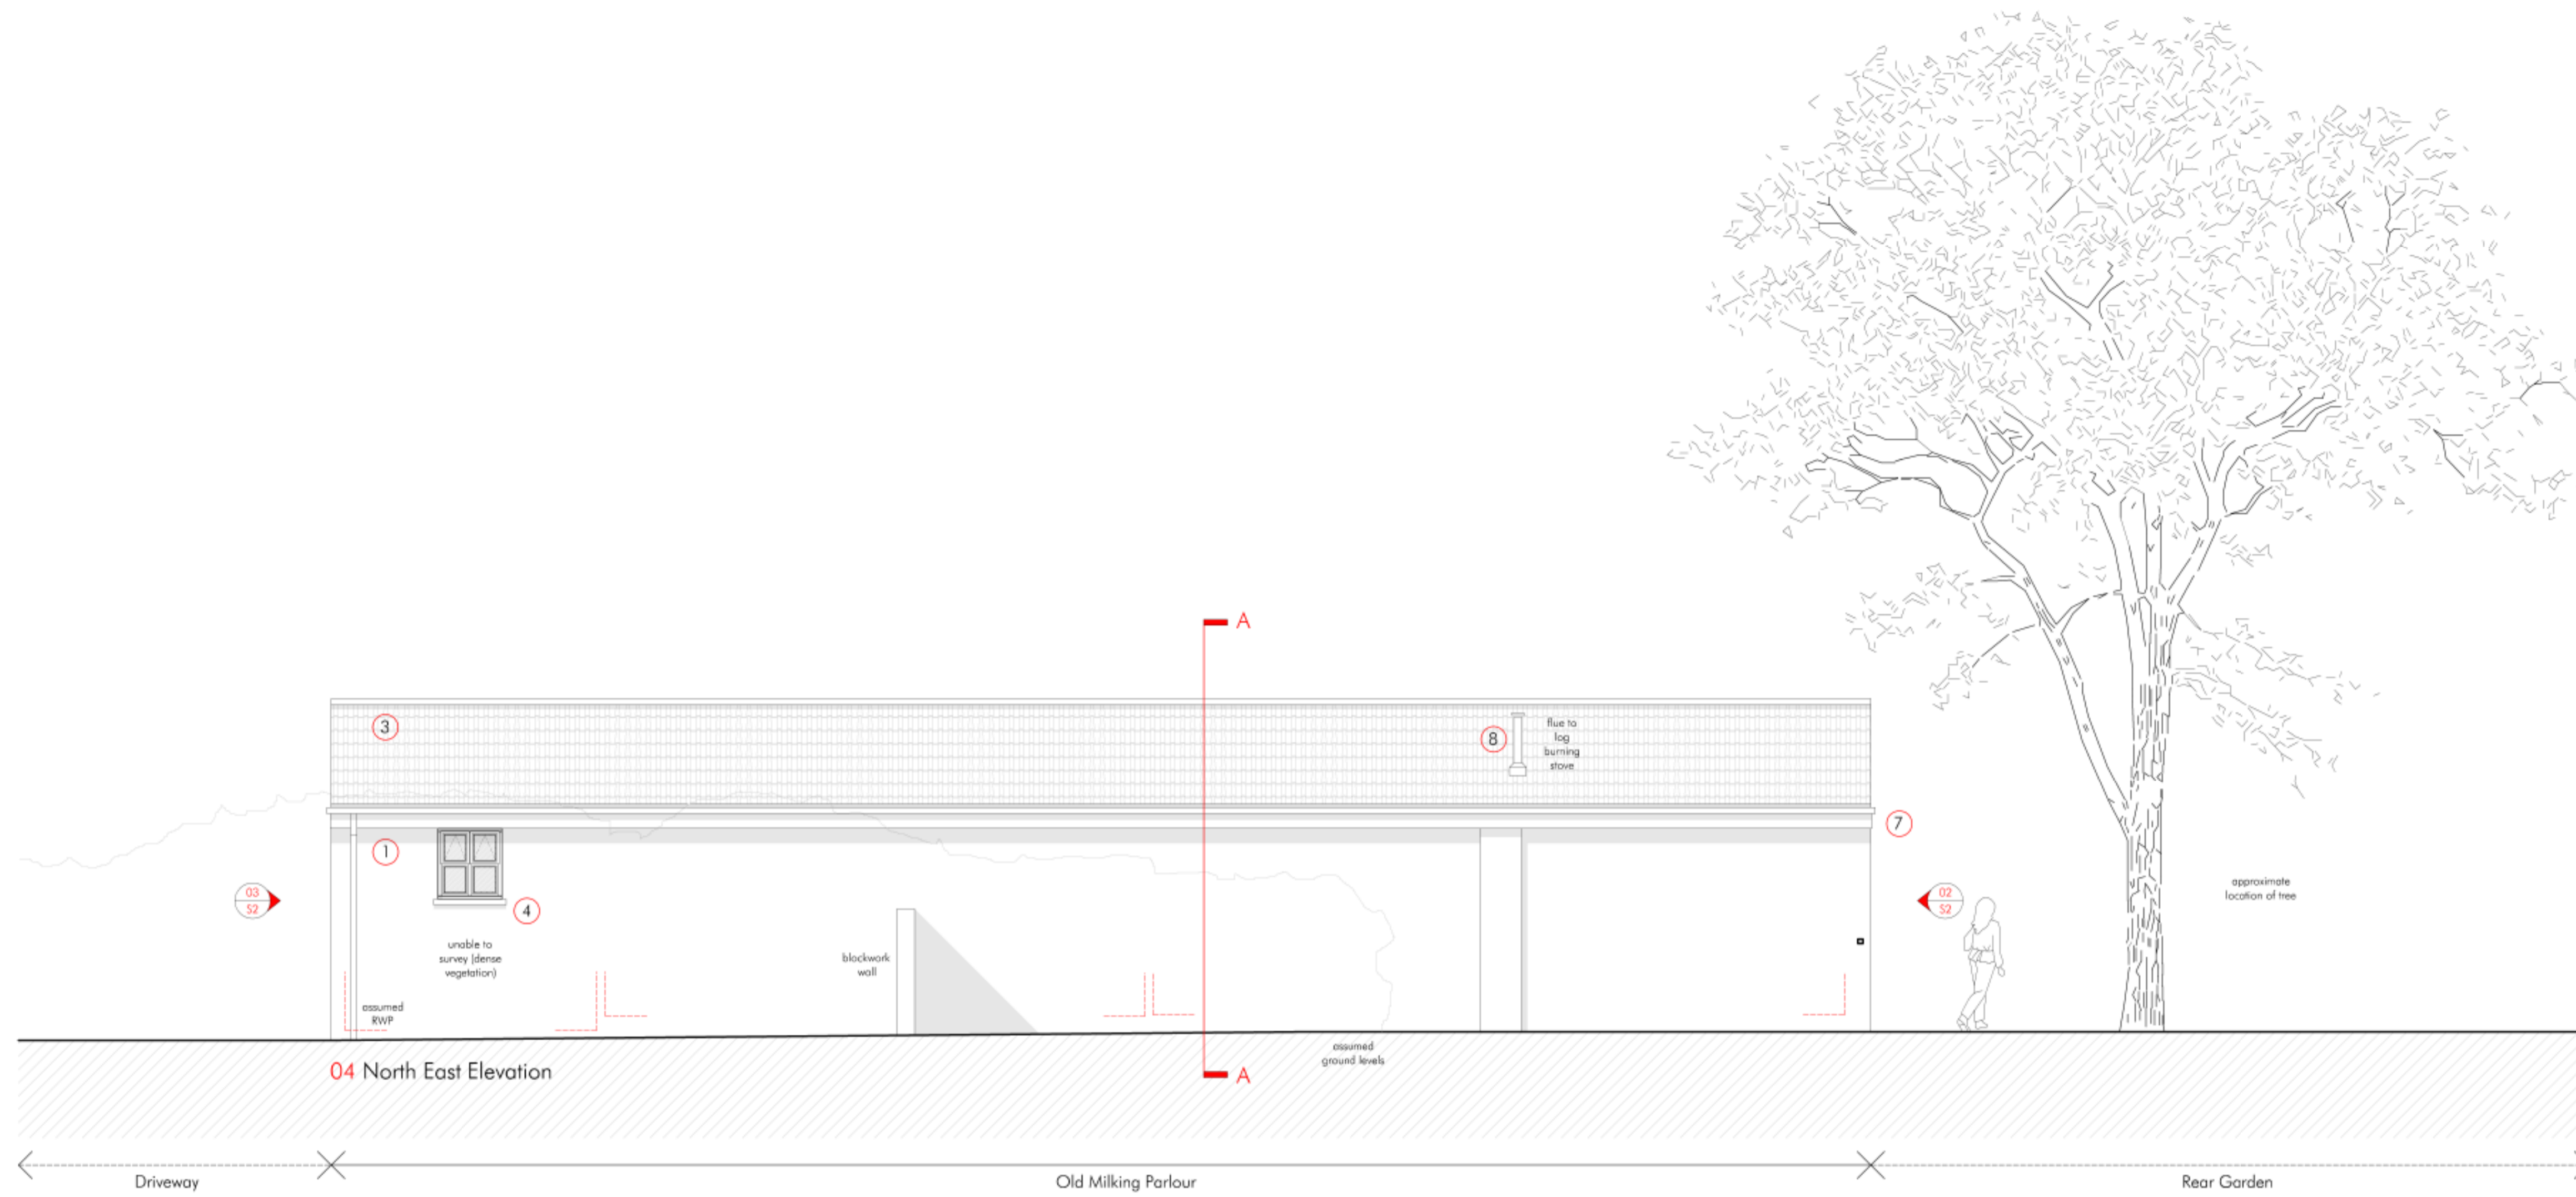 A
3
8
flue to
log
burning
stove
7
1
03
S2
4
02
S2
approximate
location of tree
unable to
survey (dense
vegetation)
blockwork
wall
assumed
RWP
assumed
ground levels
04 North East Elevation
A
Driveway
Old Milking Parlour
Rear Garden